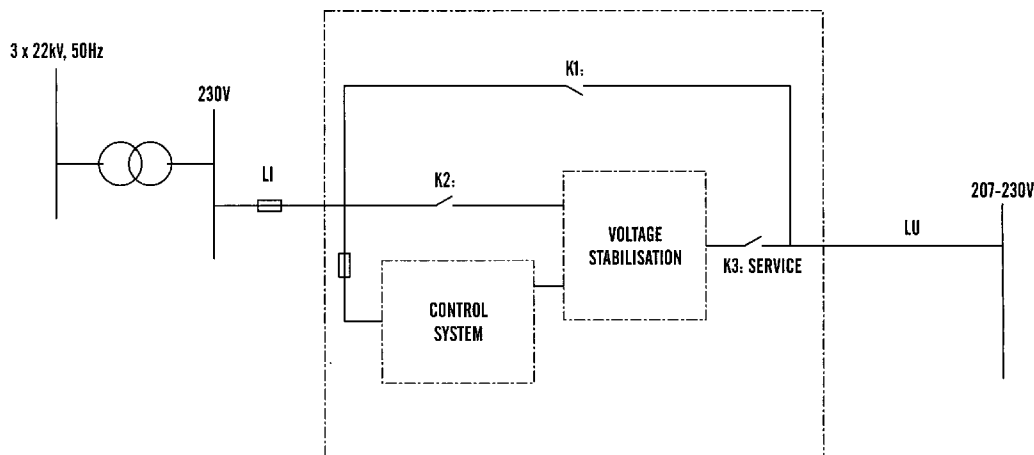 3 x 22kV, 50Hz
230V
LI
K1:
K2:
VOLTAGE
STABILISATION
K3: SERVICE
CONTROL
SYSTEM
LU
207-230V